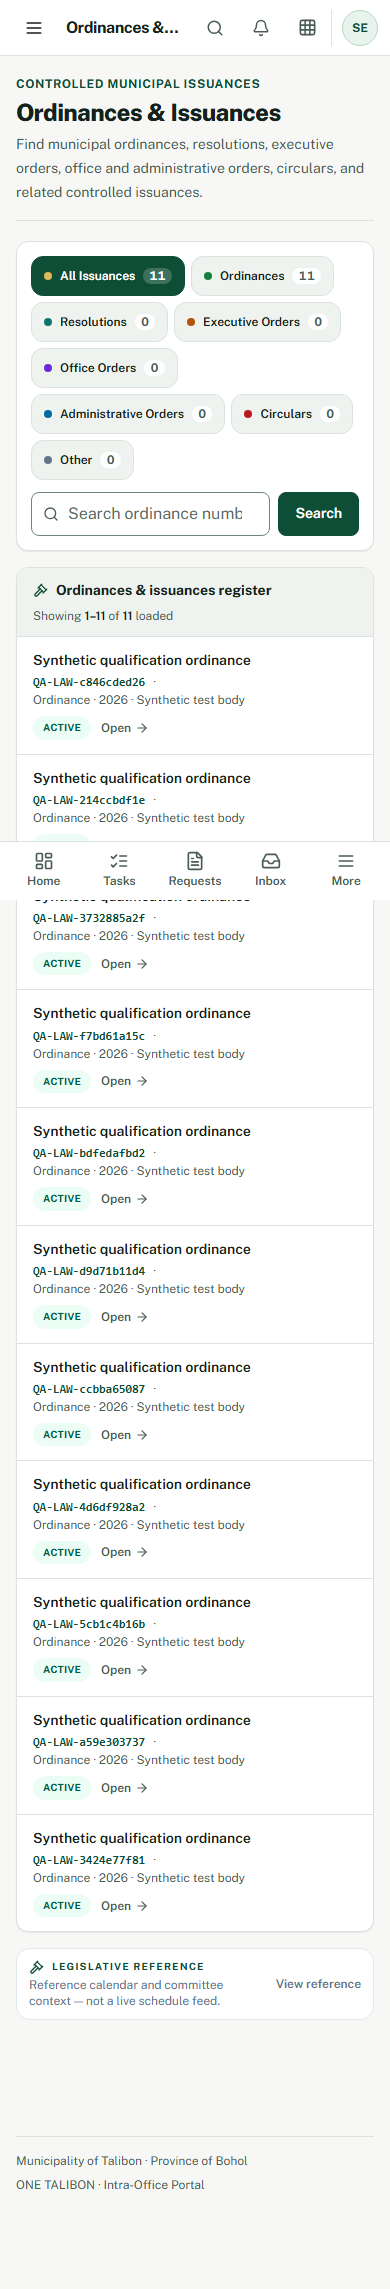 Ordinances &...
SE
CONTROLLED MUNICIPAL ISSUANCES
Ordinances & Issuances
Find municipal ordinances, resolutions, executive
orders, office and administrative orders, circulars, and
related controlled issuances.
All Issuances 11
Ordinances 11
Resolutions 0
Executive Orders 0
Office Orders 0
Administrative Orders 0
Circulars 0
Other 0
Search ordinance numb
Search
Ordinances & issuances register
Showing 1–11 of 11 loaded
Synthetic qualification ordinance
QA-LAW-c846cded26 ·
Ordinance · 2026 · Synthetic test body
ACTIVE Open →
Synthetic qualification ordinance
QA-LAW-214ccbdf1e ·
Ordinance · 2026 · Synthetic test body
Home
Tasks
Requests
Inbox
More
Synthetic qualification ordinance
QA-LAW-3732885a2f ·
Ordinance · 2026 · Synthetic test body
ACTIVE Open →
Synthetic qualification ordinance
QA-LAW-f7bd61a15c ·
Ordinance · 2026 · Synthetic test body
ACTIVE Open →
Synthetic qualification ordinance
QA-LAW-bdfedafbd2 ·
Ordinance · 2026 · Synthetic test body
ACTIVE Open →
Synthetic qualification ordinance
QA-LAW-d9d71b11d4 ·
Ordinance · 2026 · Synthetic test body
ACTIVE Open →
Synthetic qualification ordinance
QA-LAW-ccbba65087 ·
Ordinance · 2026 · Synthetic test body
ACTIVE Open →
Synthetic qualification ordinance
QA-LAW-4d6df928a2 ·
Ordinance · 2026 · Synthetic test body
ACTIVE Open →
Synthetic qualification ordinance
QA-LAW-5cb1c4b16b ·
Ordinance · 2026 · Synthetic test body
ACTIVE Open →
Synthetic qualification ordinance
QA-LAW-a59e303737 ·
Ordinance · 2026 · Synthetic test body
ACTIVE Open →
Synthetic qualification ordinance
QA-LAW-3424e77f81 ·
Ordinance · 2026 · Synthetic test body
ACTIVE Open →
LEGISLATIVE REFERENCE
Reference calendar and committee
context — not a live schedule feed.
View reference
Municipality of Talibon · Province of Bohol
ONE TALIBON · Intra-Office Portal